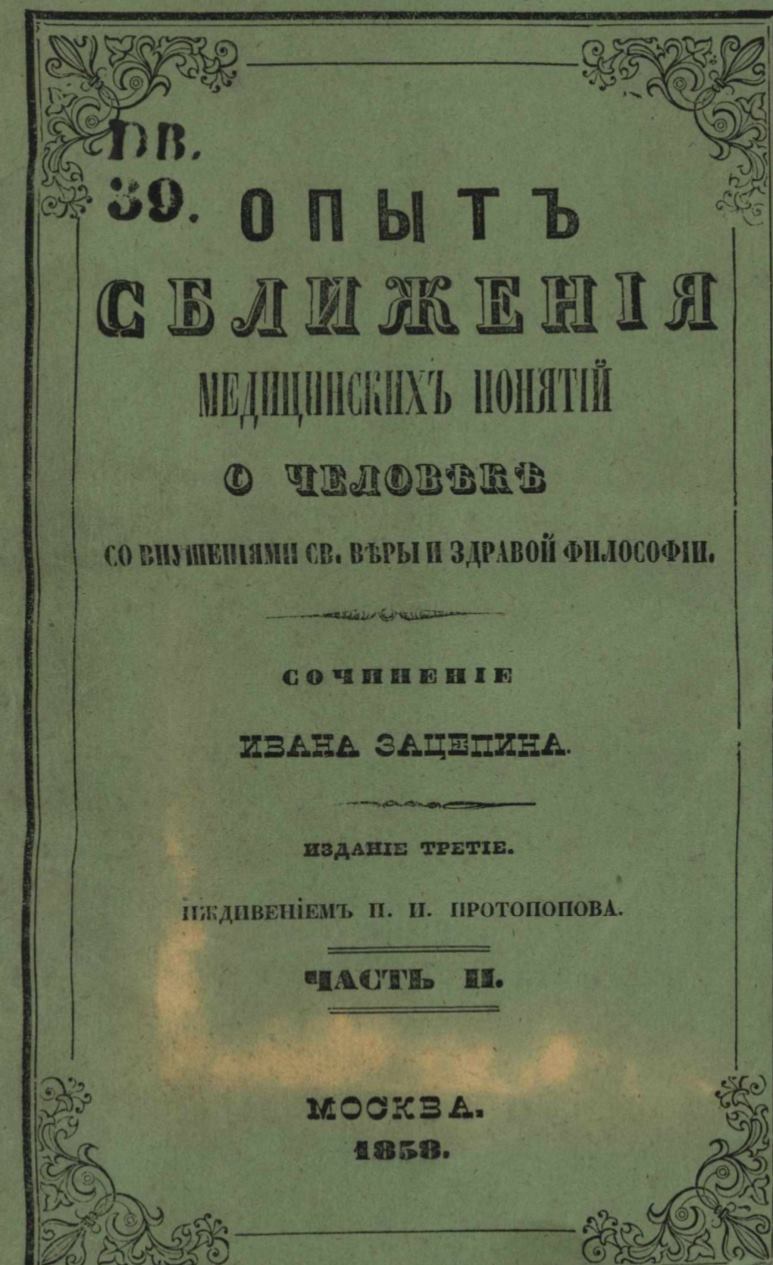 DB.
39.
ОПЫТЪ
СБЛИЖЕНІЯ
МЕДИЦИНСКИХЪ ПОНЯТІЙ
О ЧЕЛОВѢКѢ
СО ВНУШЕНІЯМИ СВ. ВѢРЫ И ЗДРАВОЙ ФИЛОСОФІИ.
СОЧИНЕНІЕ
ИВАНА ЗАЦЕПИНА.
ИЗДАНІЕ ТРЕТІЕ.
ИЖДИВЕНІЕМЪ П. И. ПРОТОПОПОВА.
ЧАСТЬ II.
МОСКВА.
1858.